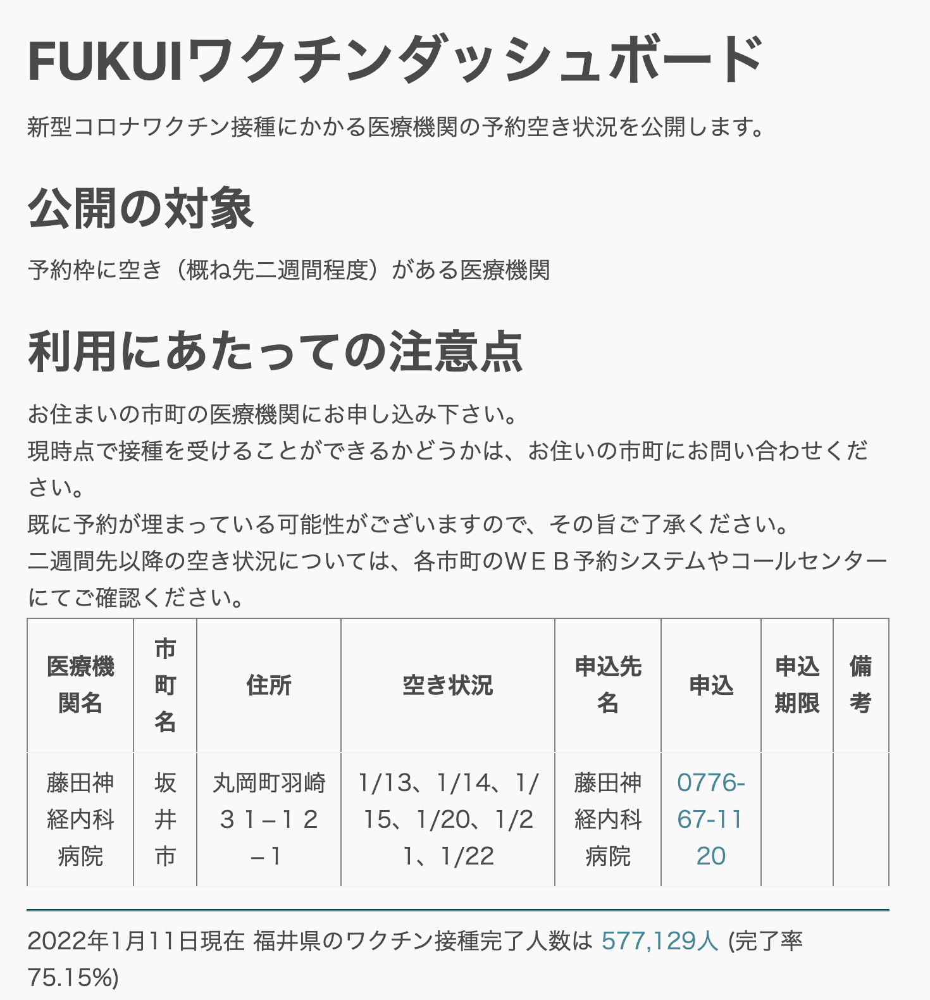 FUKUIワクチンダッシュボード
新型コロナワクチン接種にかかる医療機関の予約空き状況を公開します。
公開の対象
予約枠に空き（概ね先二週間程度）がある医療機関
利用にあたっての注意点
お住まいの市町の医療機関にお申し込み下さい。
現時点で接種を受けることができるかどうかは、お住いの市町にお問い合わせくだ
さい。
既に予約が埋まっている可能性がございますので、その旨ご了承ください。
二週間先以降の空き状況については、各市町のＷＥＢ予約システムやコールセンター
にてご確認ください。
医療機
関名
市
町
名
住所
空き状況
申込先
名
申込
申込
期限
備
考
藤田神
経内科
病院
坂
井
市
丸岡町羽崎
３１−１２
−１
1/13、1/14、1/
15、1/20、1/2
1、1/22
藤田神
経内科
病院
0776-
67-11
20
2022年1月11日現在 福井県のワクチン接種完了人数は 577,129人 (完了率
75.15%)